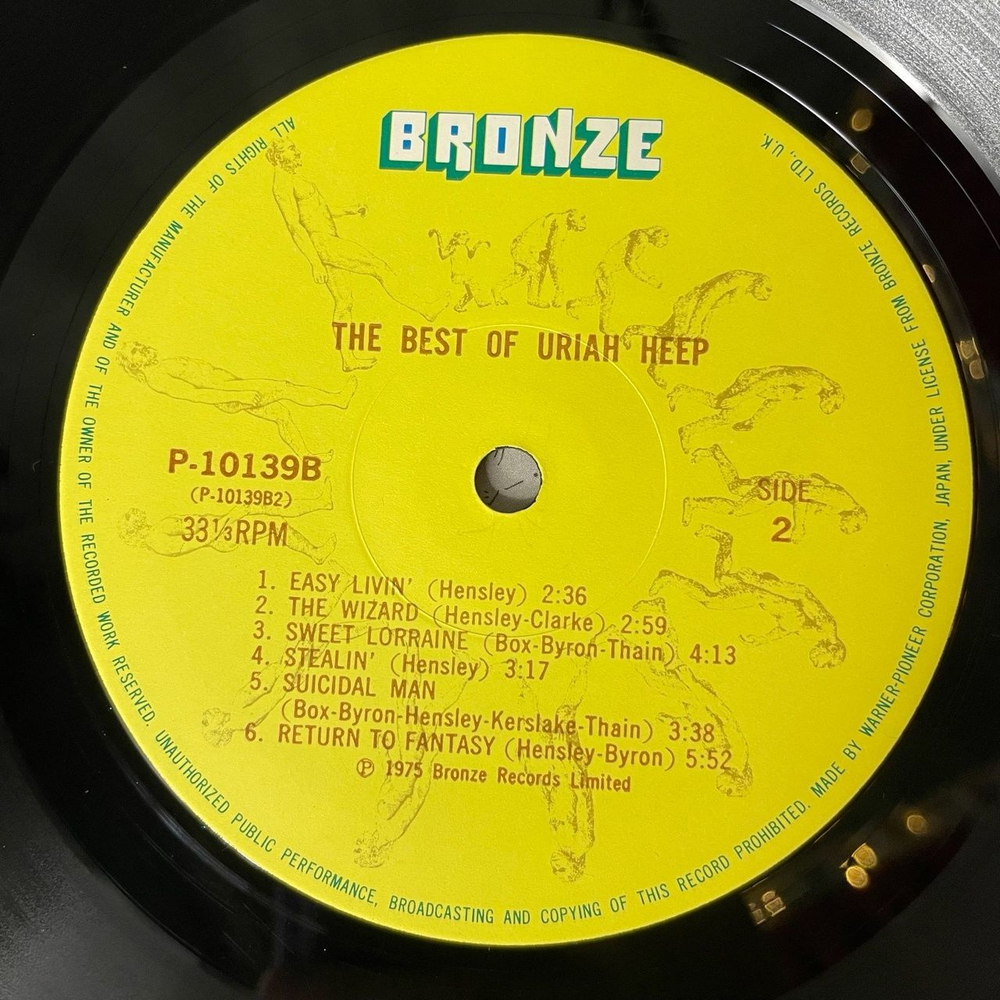 BRONZE
THE BEST OF URIAH HEEP
P-10139B
(P-10139B2)
33⅓RPM
SIDE
2
1. EASY LIVIN' (Hensley) 2:36
2. THE WIZARD (Hensley-Clarke) 2:59
3. SWEET LORRAINE (Box-Byron-Thain) 4:13
4. STEALIN' (Hensley) 3:17
5. SUICIDAL MAN
(Box-Byron-Hensley-Kerslake-Thain) 3:38
6. RETURN TO FANTASY (Hensley-Byron) 5:52
Ⓟ 1975 Bronze Records Limited
ALL RIGHTS OF THE MANUFACTURER AND OF THE OWNER OF THE RECORDED WORK RESERVED. UNAUTHORIZED PUBLIC PERFORMANCE, BROADCASTING AND COPYING OF THIS RECORD PROHIBITED. MADE BY WARNER-PIONEER CORPORATION, JAPAN, UNDER LICENSE FROM BRONZE RECORDS LTD., U.K.